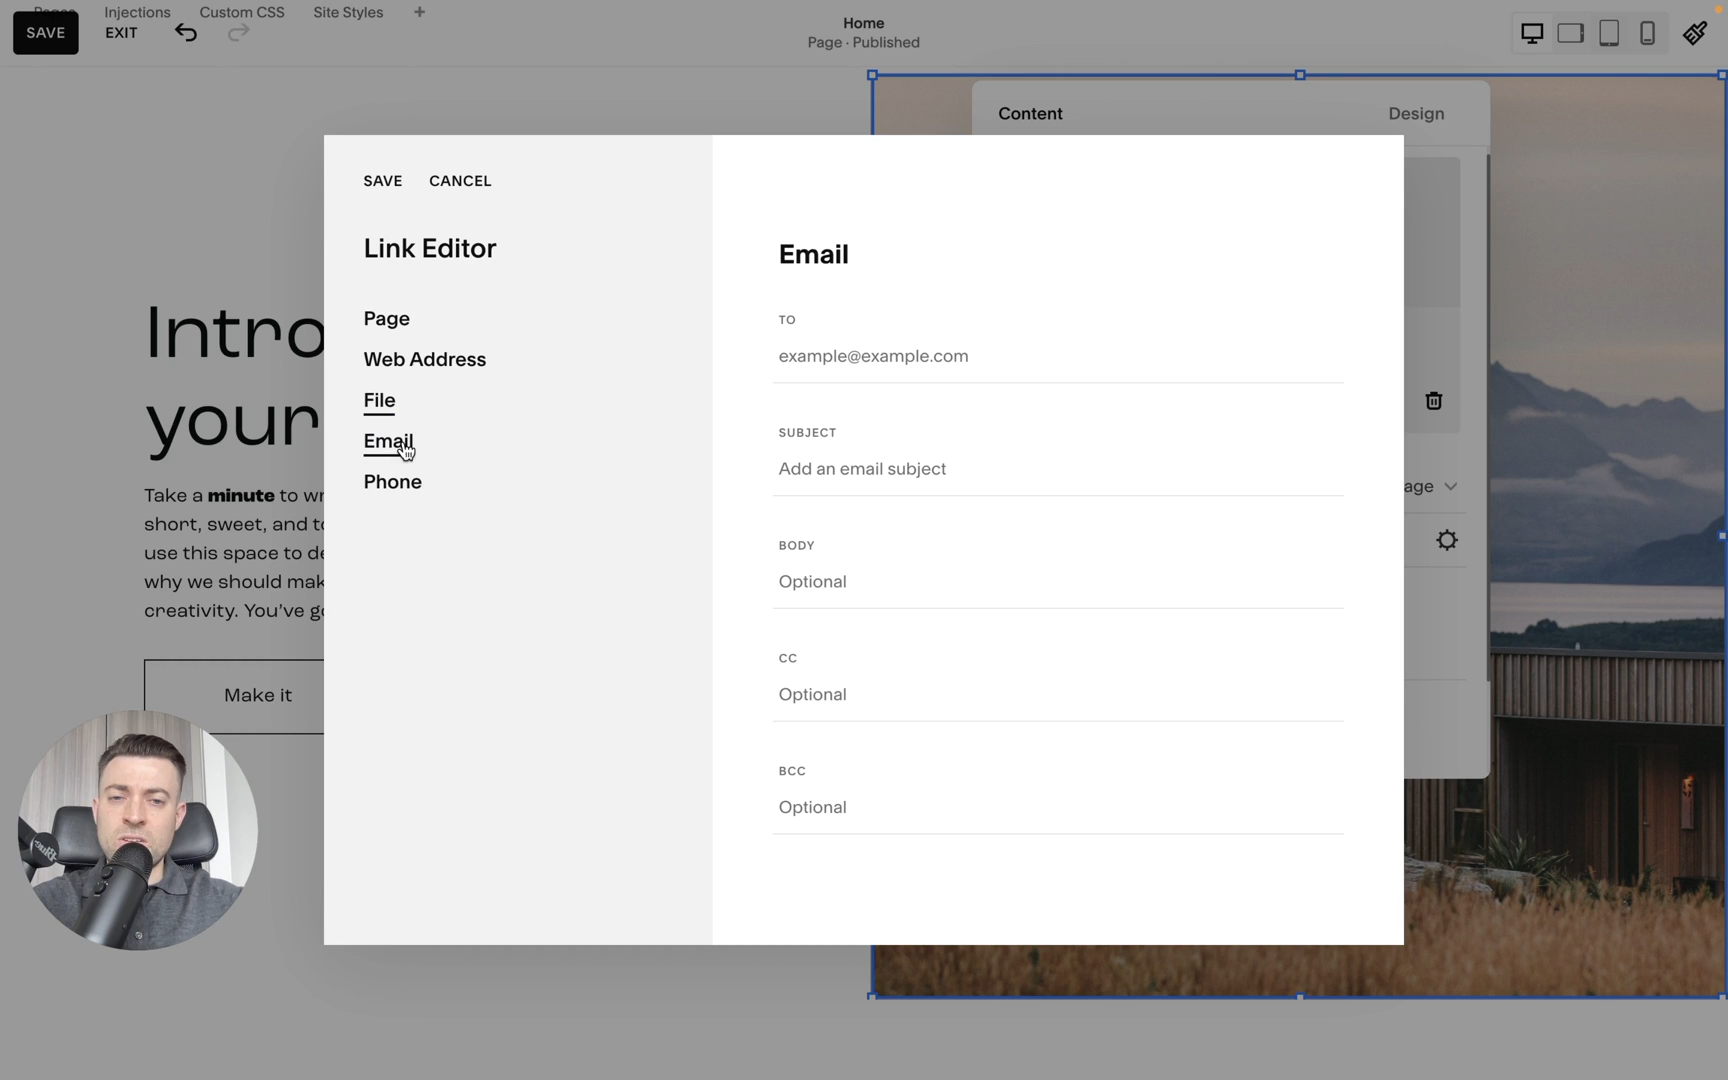 Pages
Injections
Custom CSS
Site Styles
+
SAVE
EXIT
Home
Page · Published
Content
Design
SAVE
CANCEL
Link Editor
Page
Web Address
File
Email
Phone
Email
TO
example@example.com
SUBJECT
Add an email subject
BODY
Optional
CC
Optional
BCC
Optional
age
Intro
your
Take a minute to wr
short, sweet, and to
use this space to de
why we should mak
creativity. You've go
Make it